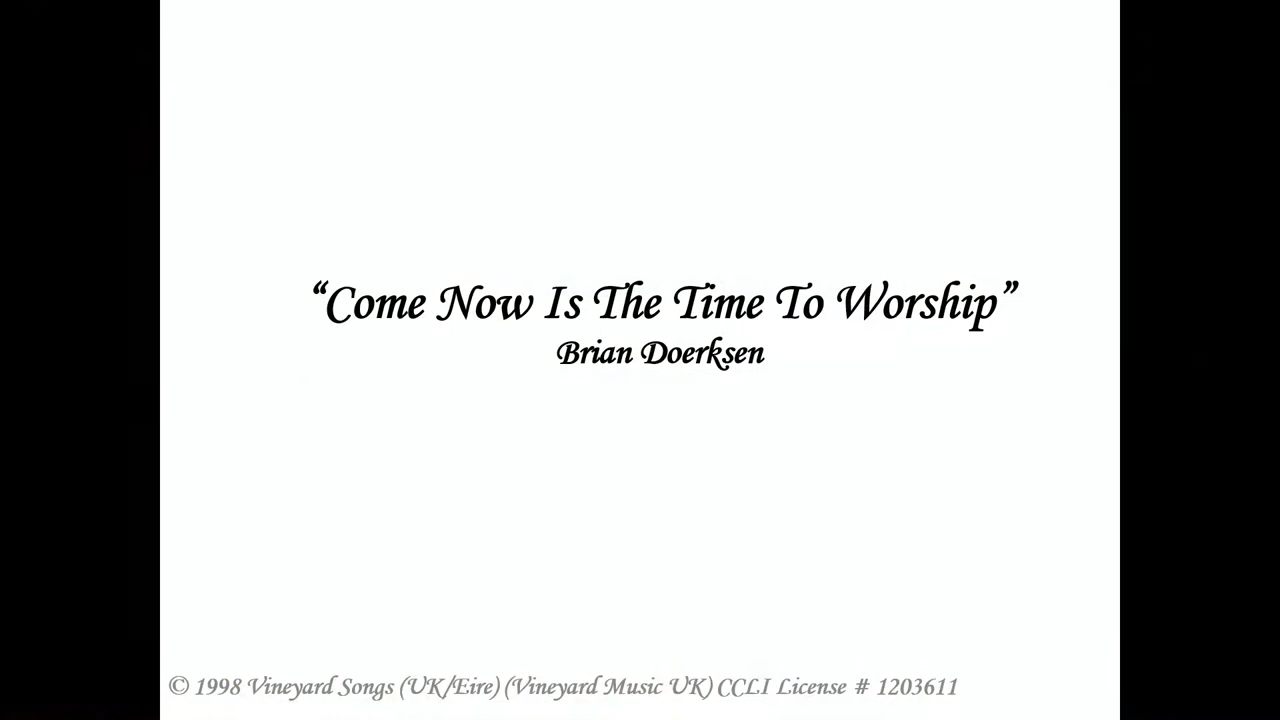 “Come Now Is The Time To Worship”
Brian Doerksen
© 1998 Vineyard Songs (UK/Eire) (Vineyard Music UK) CCLI License # 1203611